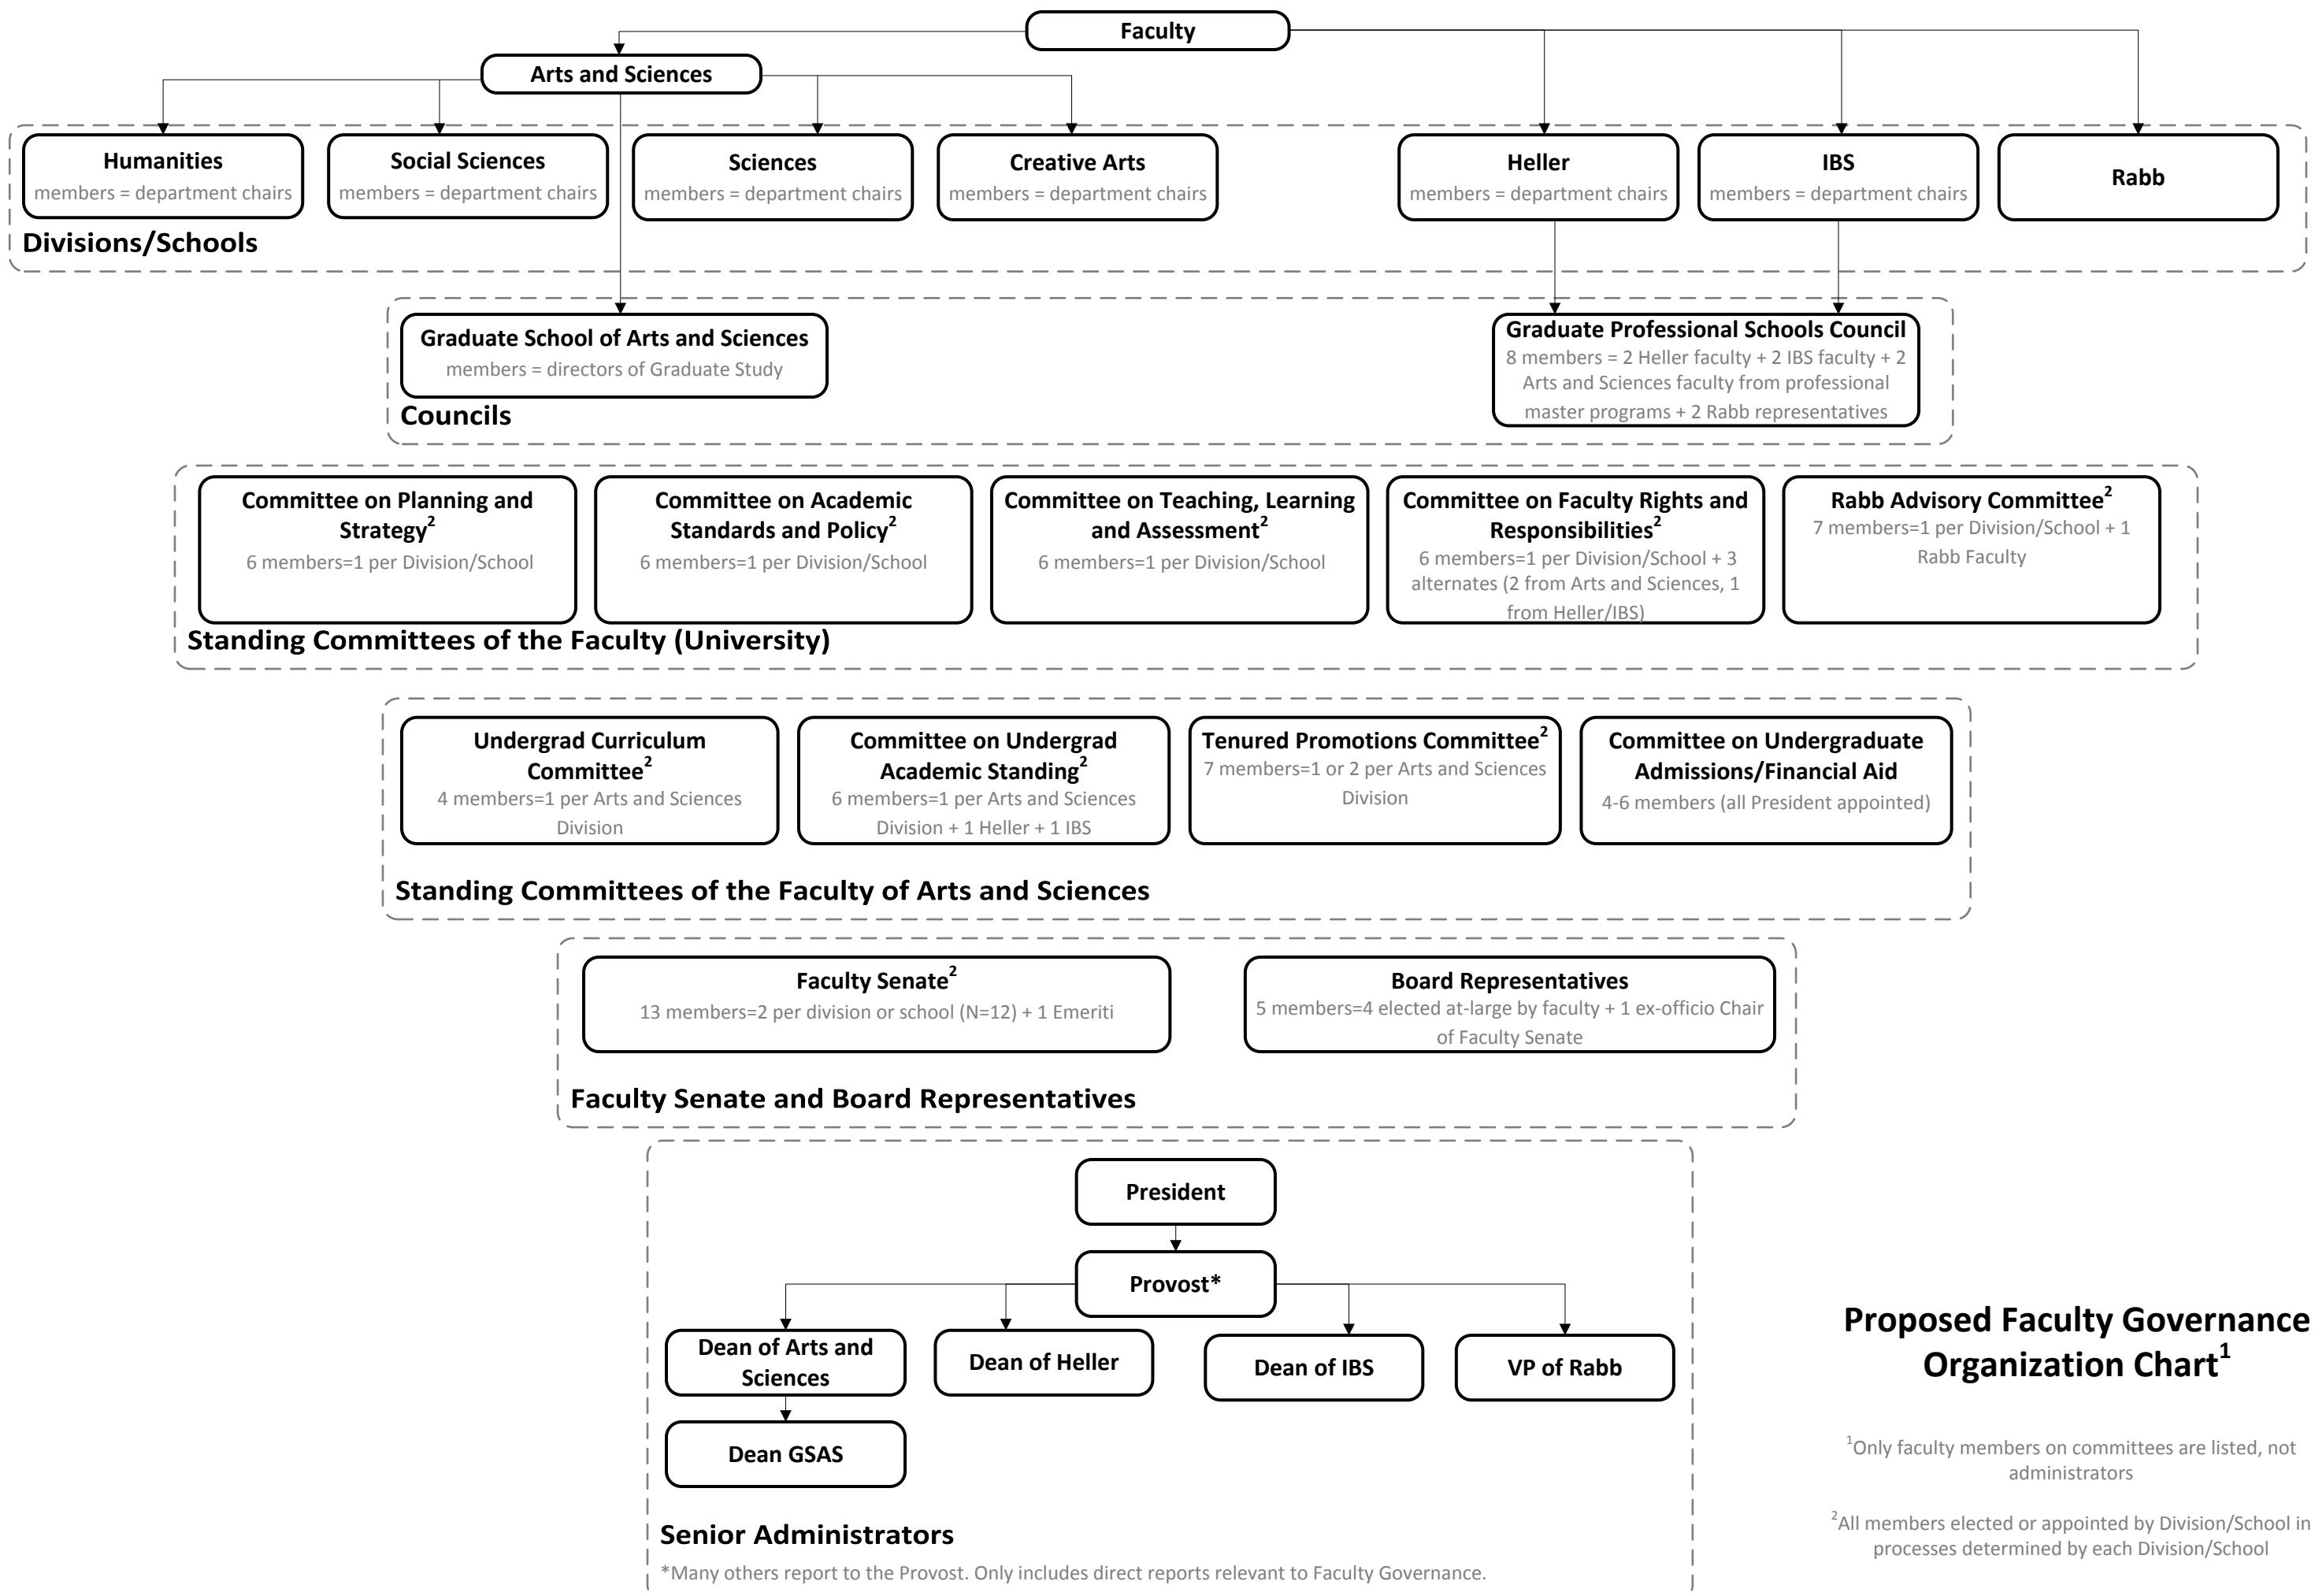 Faculty
Arts and Sciences
Humanities
members = department chairs
Social Sciences
members = department chairs
Sciences
members = department chairs
Creative Arts
members = department chairs
Heller
members = department chairs
IBS
members = department chairs
Rabb
Divisions/Schools
Graduate School of Arts and Sciences
members = directors of Graduate Study
Graduate Professional Schools Council
8 members = 2 Heller faculty + 2 IBS faculty + 2
Arts and Sciences faculty from professional
master programs + 2 Rabb representatives
Councils
Committee on Planning and
Strategy²
6 members=1 per Division/School
Committee on Academic
Standards and Policy²
6 members=1 per Division/School
Committee on Teaching, Learning
and Assessment²
6 members=1 per Division/School
Committee on Faculty Rights and
Responsibilities²
6 members=1 per Division/School + 3
alternates (2 from Arts and Sciences, 1
from Heller/IBS)
Rabb Advisory Committee²
7 members=1 per Division/School + 1
Rabb Faculty
Standing Committees of the Faculty (University)
Undergrad Curriculum
Committee²
4 members=1 per Arts and Sciences
Division
Committee on Undergrad
Academic Standing²
6 members=1 per Arts and Sciences
Division + 1 Heller + 1 IBS
Tenured Promotions Committee²
7 members=1 or 2 per Arts and Sciences
Division
Committee on Undergraduate
Admissions/Financial Aid
4-6 members (all President appointed)
Standing Committees of the Faculty of Arts and Sciences
Faculty Senate²
13 members=2 per division or school (N=12) + 1 Emeriti
Board Representatives
5 members=4 elected at-large by faculty + 1 ex-officio Chair
of Faculty Senate
Faculty Senate and Board Representatives
President
Provost*
Dean of Arts and
Sciences
Dean of Heller
Dean of IBS
VP of Rabb
Dean GSAS
Senior Administrators
*Many others report to the Provost. Only includes direct reports relevant to Faculty Governance.
Proposed Faculty Governance
Organization Chart¹
¹Only faculty members on committees are listed, not
administrators
²All members elected or appointed by Division/School in
processes determined by each Division/School